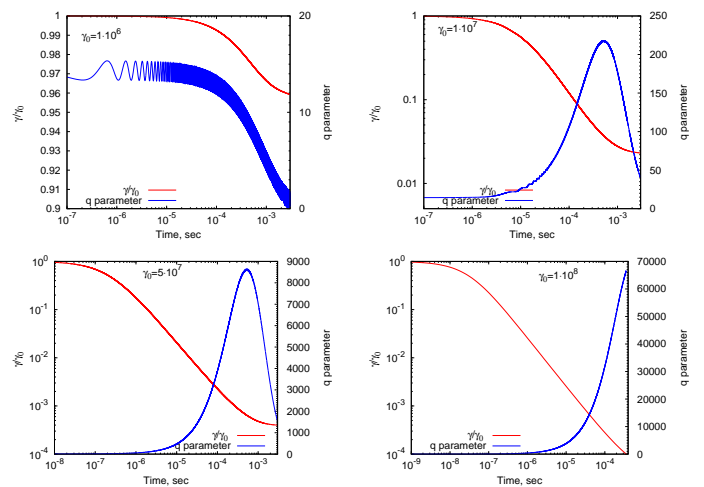 1
0.99
0.98
0.97
0.96
0.95
0.94
0.93
0.92
0.91
0.9
γ/γ0
γ0=1·10^6
20
10
0
q parameter
γ/γ0
q parameter
10^-7 10^-6 10^-5 10^-4 10^-3
Time, sec
1
0.1
0.01
γ/γ0
γ0=1·10^7
250
200
150
100
50
0
q parameter
γ/γ0
q parameter
10^-7 10^-6 10^-5 10^-4 10^-3
Time, sec
10^0
10^-1
10^-2
10^-3
10^-4
γ/γ0
γ0=5·10^7
9000
8000
7000
6000
5000
4000
3000
2000
1000
0
q parameter
γ/γ0
q parameter
10^-8 10^-7 10^-6 10^-5 10^-4 10^-3
Time, sec
10^0
10^-1
10^-2
10^-3
10^-4
γ/γ0
γ0=1·10^8
70000
60000
50000
40000
30000
20000
10000
0
q parameter
γ/γ0
q parameter
10^-9 10^-8 10^-7 10^-6 10^-5 10^-4
Time, sec